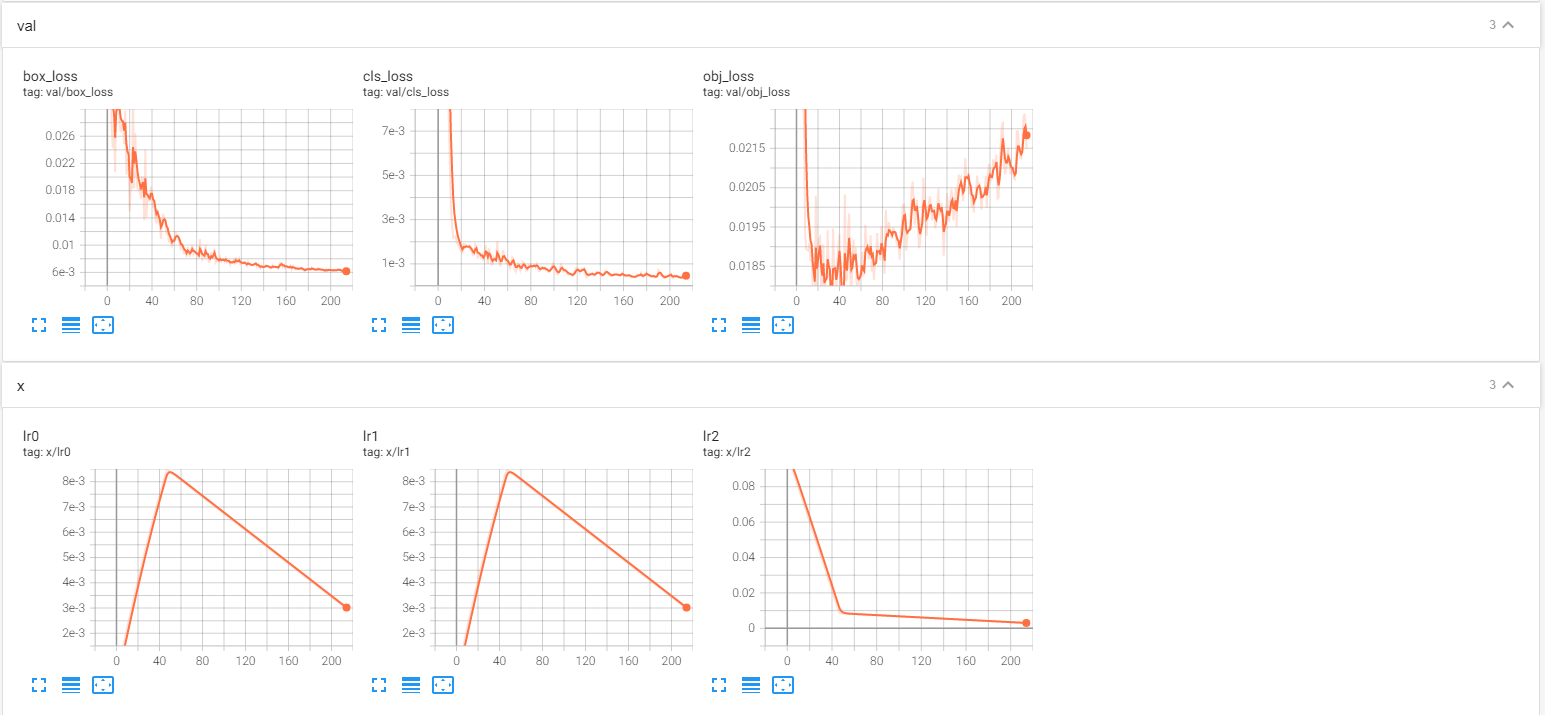 val
3
box_loss
tag: val/box_loss
0.026
0.022
0.018
0.014
0.01
6e-3
0 40 80 120 160 200
cls_loss
tag: val/cls_loss
7e-3
5e-3
3e-3
1e-3
0 40 80 120 160 200
obj_loss
tag: val/obj_loss
0.0215
0.0205
0.0195
0.0185
0 40 80 120 160 200
x
3
lr0
tag: x/lr0
8e-3
7e-3
6e-3
5e-3
4e-3
3e-3
2e-3
0 40 80 120 160 200
lr1
tag: x/lr1
8e-3
7e-3
6e-3
5e-3
4e-3
3e-3
2e-3
0 40 80 120 160 200
lr2
tag: x/lr2
0.08
0.06
0.04
0.02
0
0 40 80 120 160 200